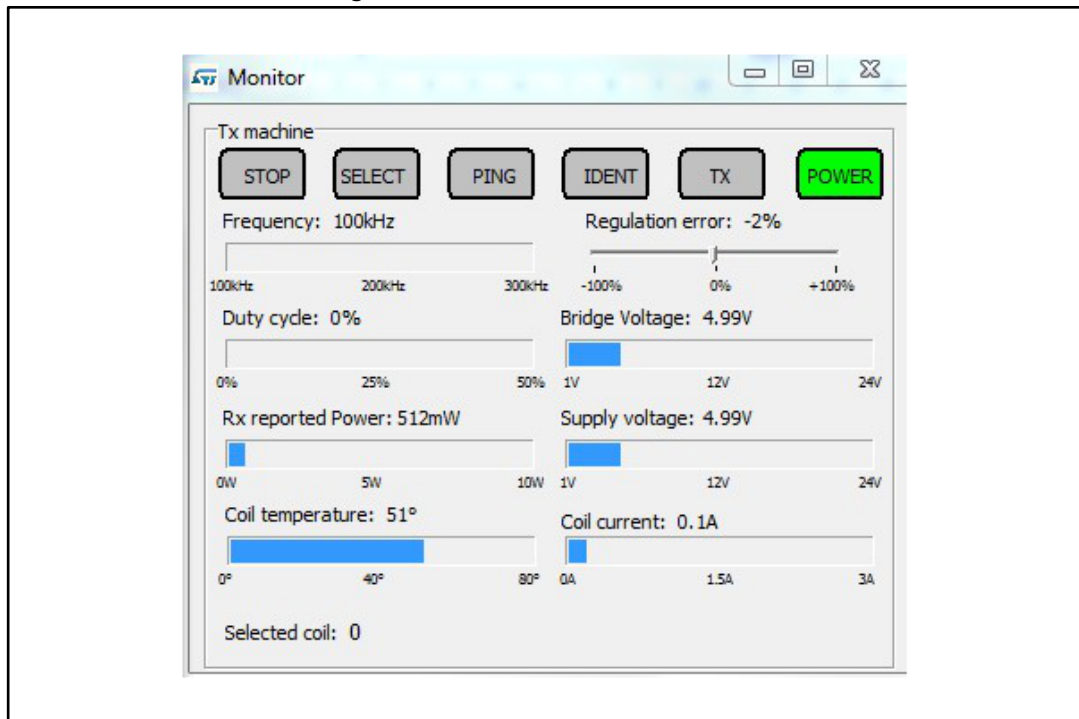 Monitor
Tx machine
STOP SELECT PING IDENT TX POWER
Frequency: 100kHz Regulation error: -2%
100kHz 200kHz 300kHz -100% 0% +100%
Duty cycle: 0% Bridge Voltage: 4.99V
0% 25% 50% 1V 12V 24V
Rx reported Power: 512mW Supply voltage: 4.99V
0W 5W 10W 1V 12V 24V
Coil temperature: 51° Coil current: 0.1A
0° 40° 80° 0A 1.5A 3A
Selected coil: 0